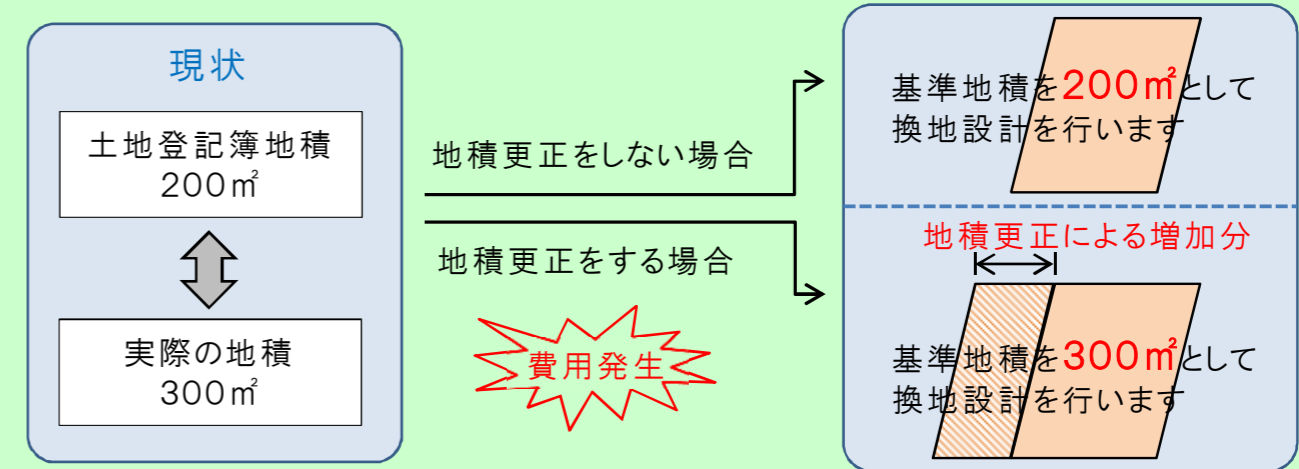 現状
土地登記簿地積
200㎡
実際の地積
300㎡
地積更正をしない場合
地積更正をする場合
費用発生
基準地積を200㎡として
換地設計を行います
地積更正による増加分
基準地積を300㎡として
換地設計を行います